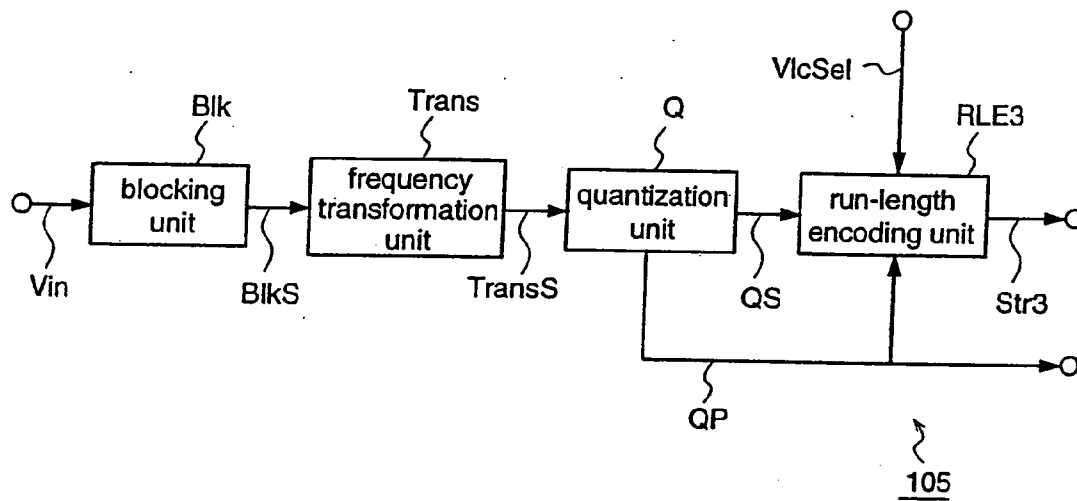 VlcSel
Blk
Trans
Q
RLE3
blocking
unit
frequency
transformation
unit
quantization
unit
run-length
encoding unit
Vin
BlkS
TransS
QS
Str3
QP
105